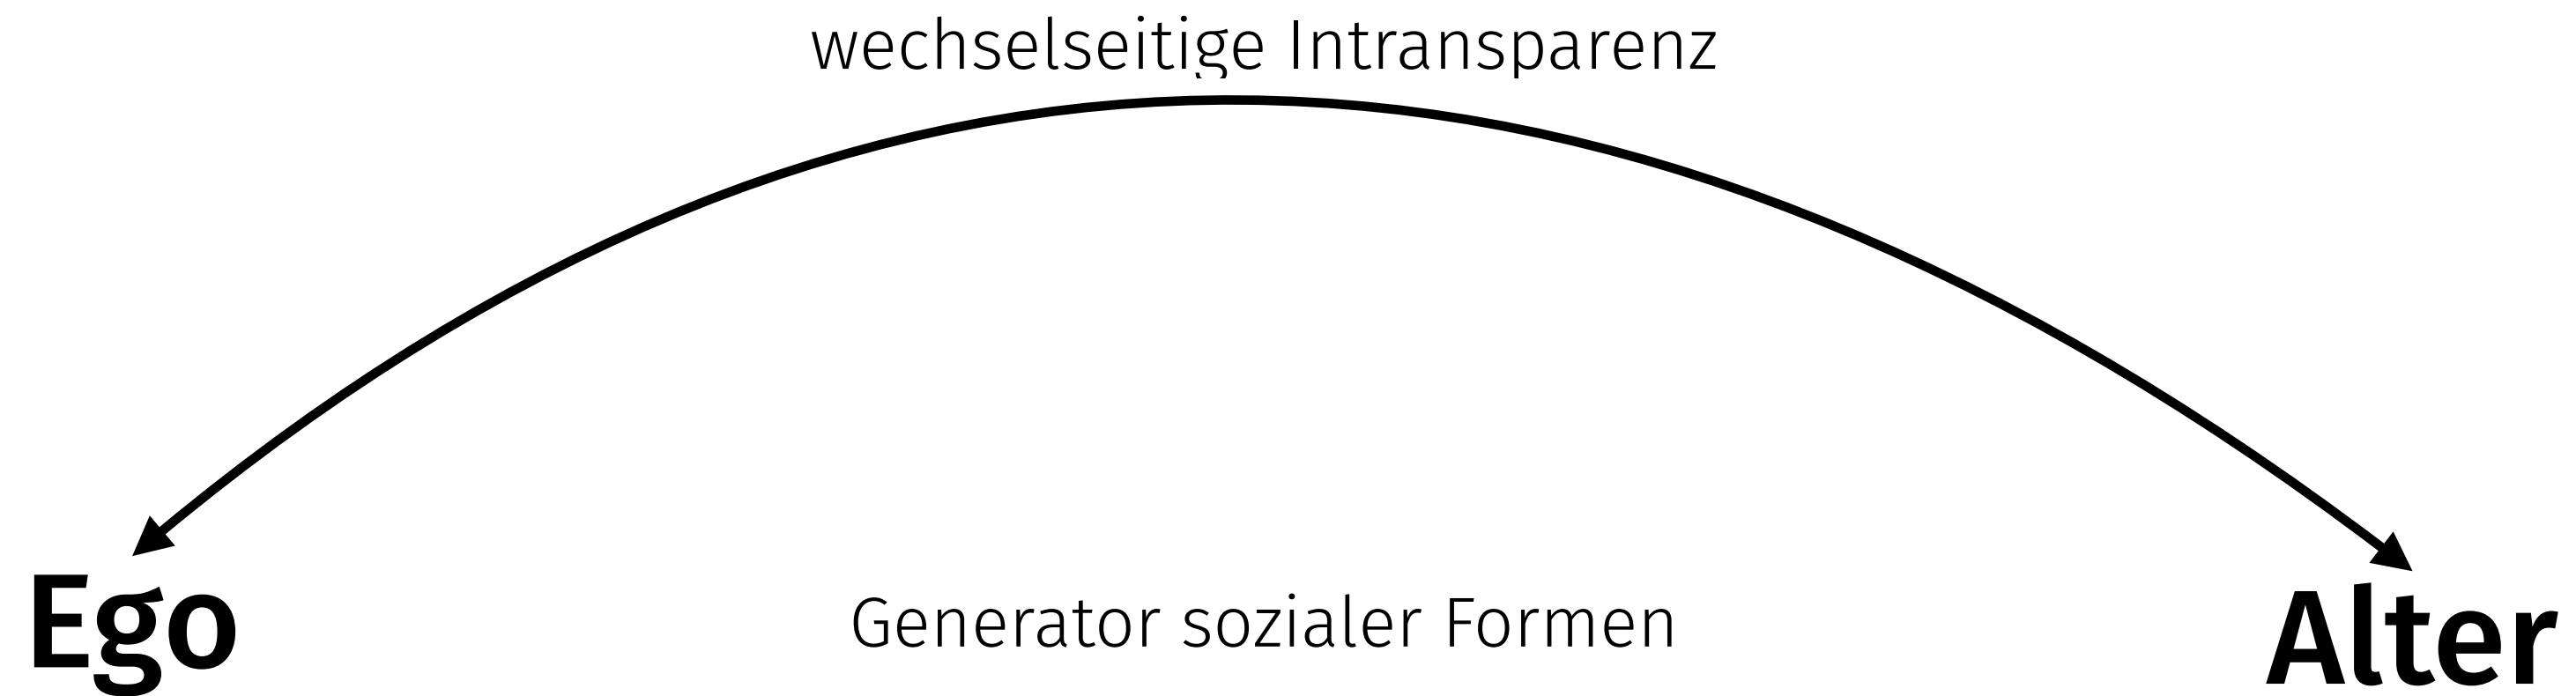 wechselseitige Intransparenz
Ego
Generator sozialer Formen
Alter